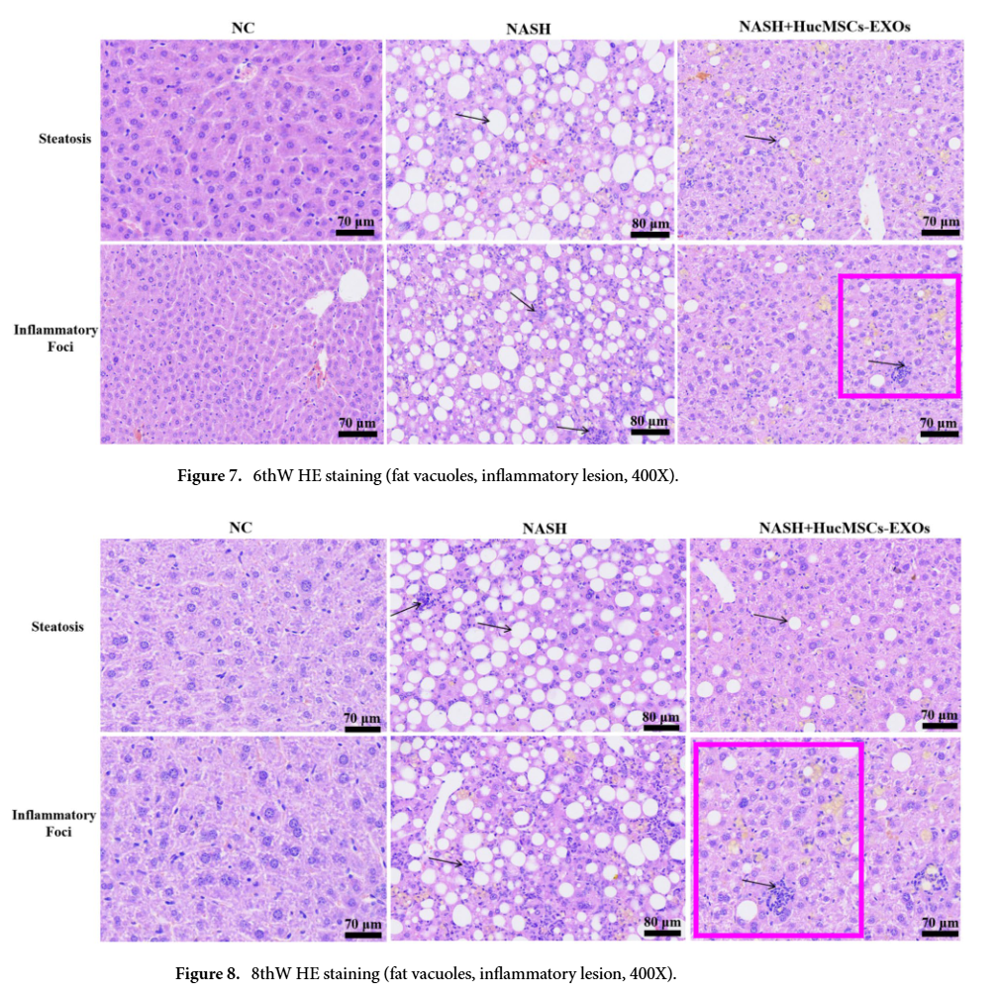 NC NASH NASH+HucMSCs-EXOs
Steatosis
70 μm 80 μm 70 μm
Inflammatory
Foci
70 μm 80 μm 70 μm
Figure 7. 6thW HE staining (fat vacuoles, inflammatory lesion, 400X).
NC NASH NASH+HucMSCs-EXOs
Steatosis
70 μm 80 μm 70 μm
Inflammatory
Foci
70 μm 80 μm 70 μm
Figure 8. 8thW HE staining (fat vacuoles, inflammatory lesion, 400X).